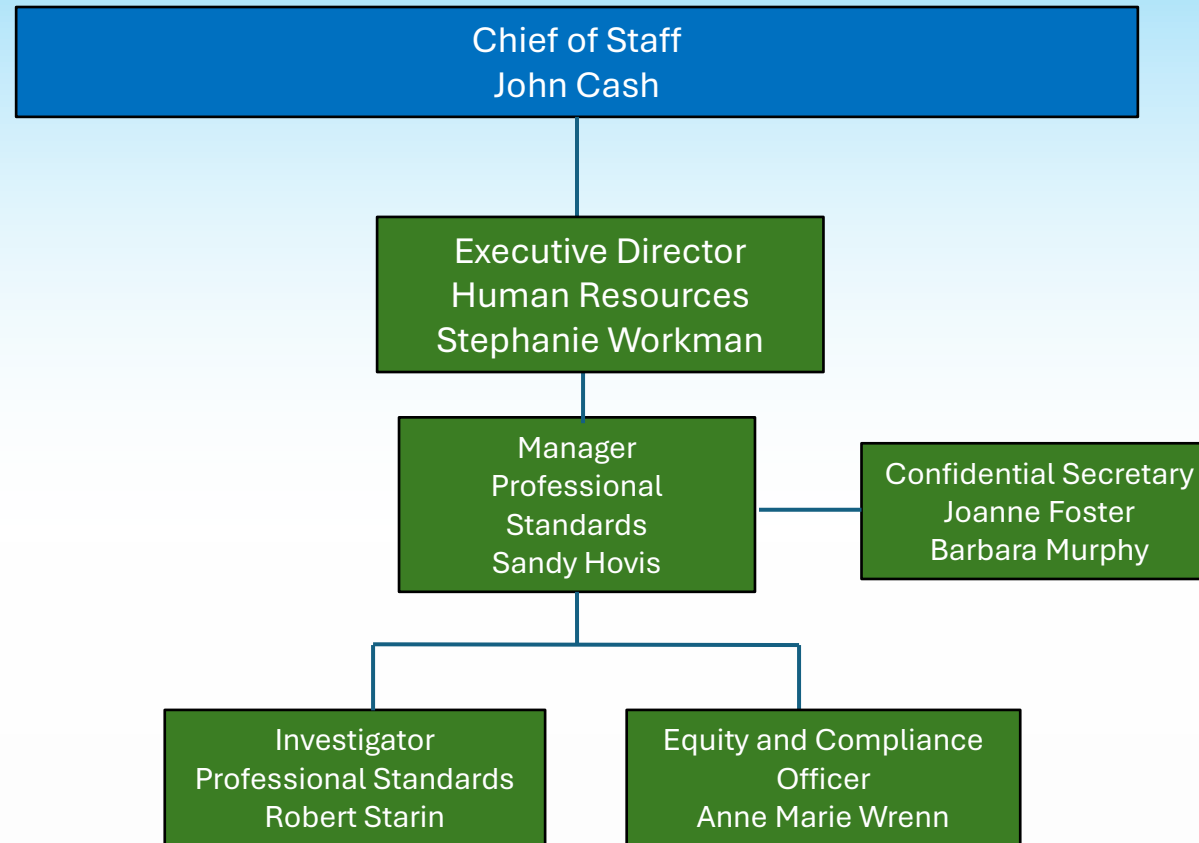 Chief of Staff
John Cash
Executive Director
Human Resources
Stephanie Workman
Manager
Professional
Standards
Sandy Hovis
Confidential Secretary
Joanne Foster
Barbara Murphy
Investigator
Professional Standards
Robert Starin
Equity and Compliance
Officer
Anne Marie Wrenn